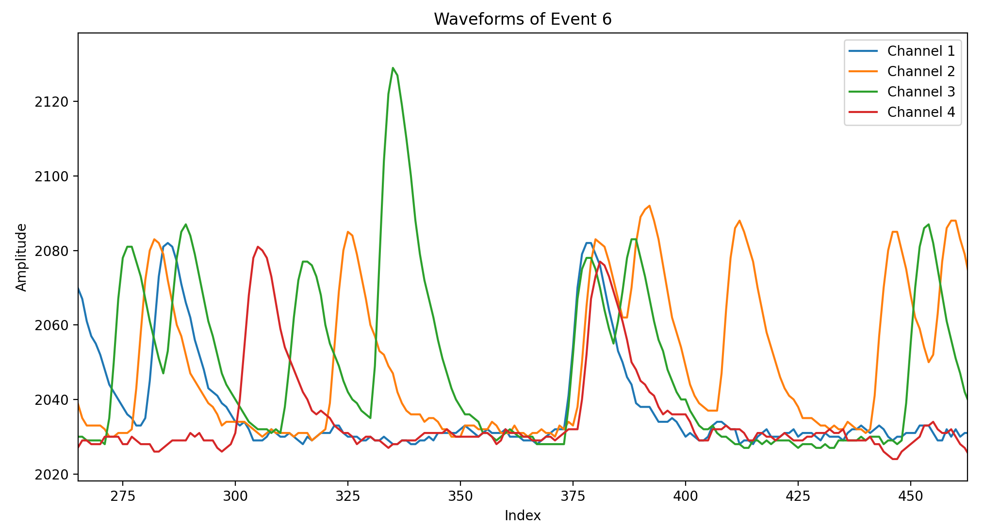 Waveforms of Event 6
Channel 1
Channel 2
Channel 3
Channel 4
Amplitude
2120
2100
2080
2060
2040
2020
275 300 325 350 375 400 425 450
Index